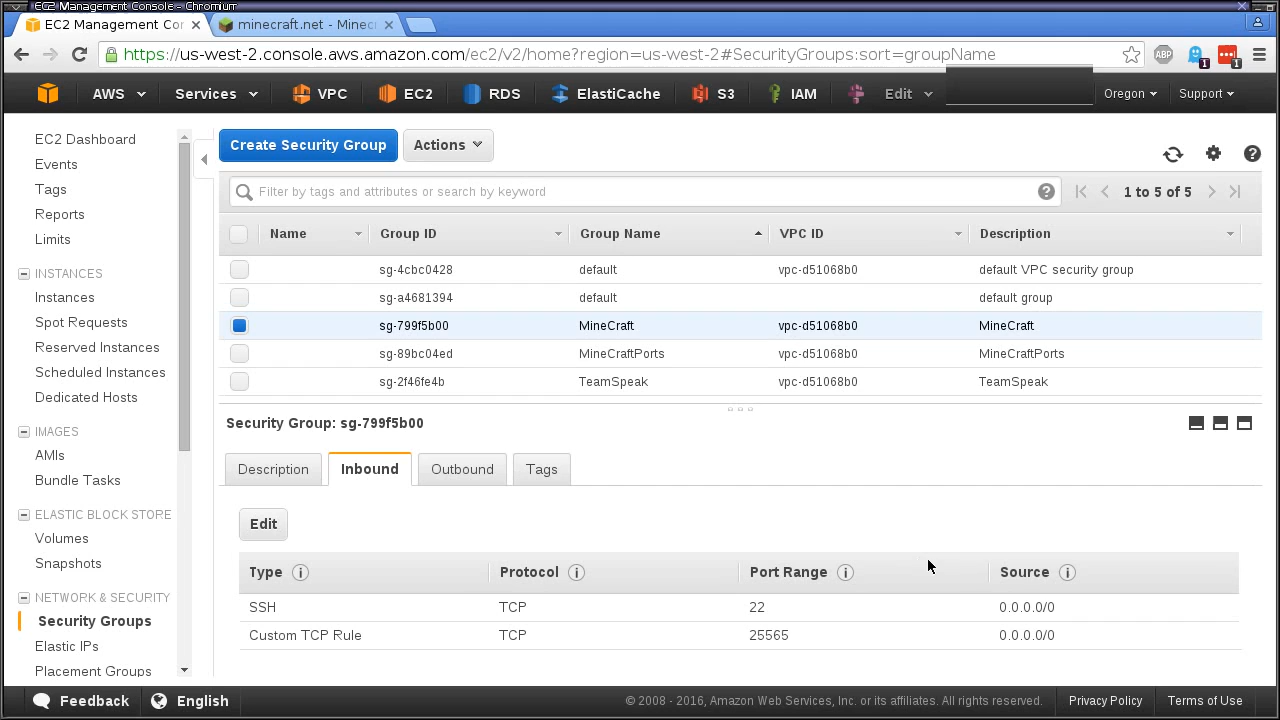 EC2 Management Console - Chromium
EC2 Management Cor minecraft.net - Minec
https://us-west-2.console.aws.amazon.com/ec2/v2/home?region=us-west-2#SecurityGroups:sort=groupName
ABP 1 1
AWS Services VPC EC2 RDS ElastiCache S3 IAM Edit Oregon Support
EC2 Dashboard
Events
Tags
Reports
Limits
INSTANCES
Instances
Spot Requests
Reserved Instances
Scheduled Instances
Dedicated Hosts
IMAGES
AMIs
Bundle Tasks
ELASTIC BLOCK STORE
Volumes
Snapshots
NETWORK & SECURITY
Security Groups
Elastic IPs
Placement Groups
Create Security Group Actions
Filter by tags and attributes or search by keyword 1 to 5 of 5
Name Group ID Group Name VPC ID Description
sg-4cbc0428 default vpc-d51068b0 default VPC security group
sg-a4681394 default default group
sg-799f5b00 MineCraft vpc-d51068b0 MineCraft
sg-89bc04ed MineCraftPorts vpc-d51068b0 MineCraftPorts
sg-2f46fe4b TeamSpeak vpc-d51068b0 TeamSpeak
Security Group: sg-799f5b00
Description Inbound Outbound Tags
Edit
Type Protocol Port Range Source
SSH TCP 22 0.0.0.0/0
Custom TCP Rule TCP 25565 0.0.0.0/0
Feedback English © 2008 - 2016, Amazon Web Services, Inc. or its affiliates. All rights reserved. Privacy Policy Terms of Use